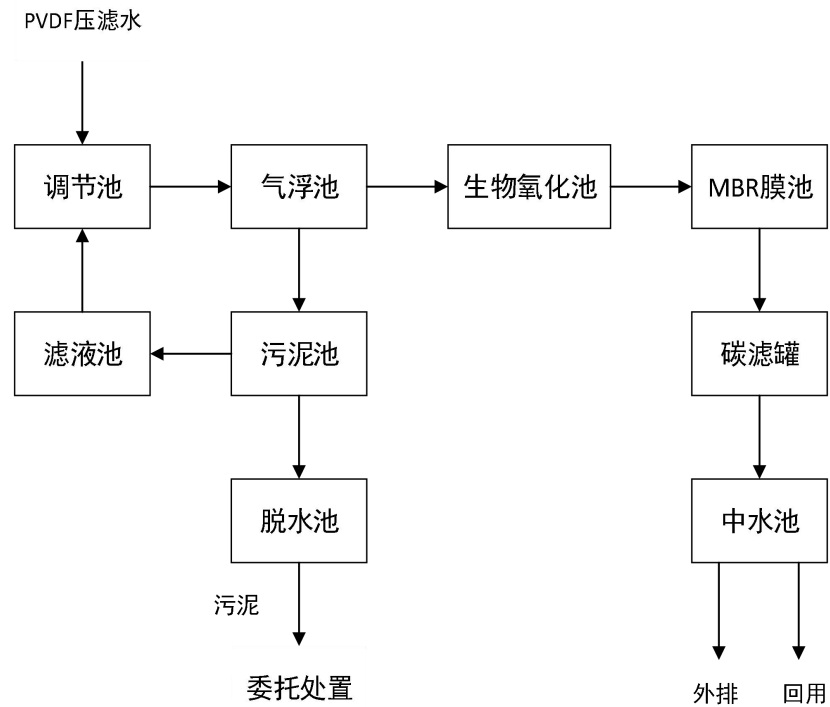 PVDF压滤水
调节池
气浮池
生物氧化池
MBR膜池
滤液池
污泥池
碳滤罐
脱水池
中水池
污泥
委托处置
外排
回用